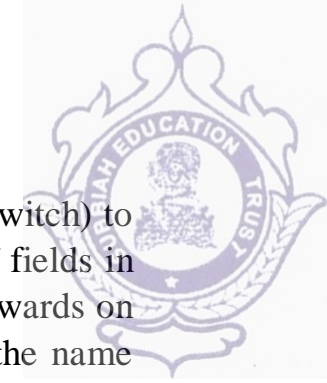 EDUCATION TRUST
witch) to
fields in
wards on
the name